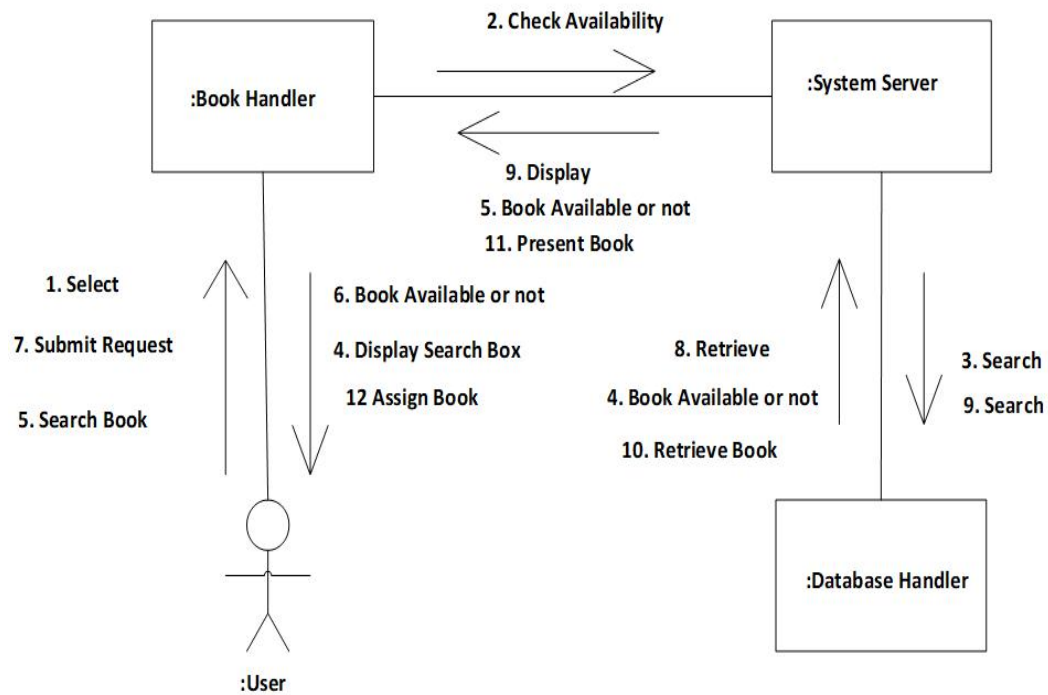 2. Check Availability
:Book Handler
:System Server
9. Display
5. Book Available or not
11. Present Book
1. Select
7. Submit Request
5. Search Book
6. Book Available or not
4. Display Search Box
12 Assign Book
8. Retrieve
4. Book Available or not
10. Retrieve Book
3. Search
9. Search
:Database Handler
:User